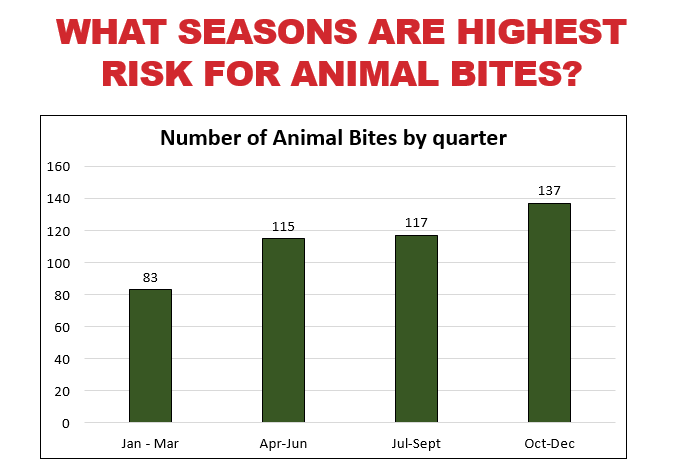 WHAT SEASONS ARE HIGHEST
RISK FOR ANIMAL BITES?
Number of Animal Bites by quarter
160
140
120
100
80
60
40
20
0
83
115
117
137
Jan - Mar
Apr-Jun
Jul-Sept
Oct-Dec